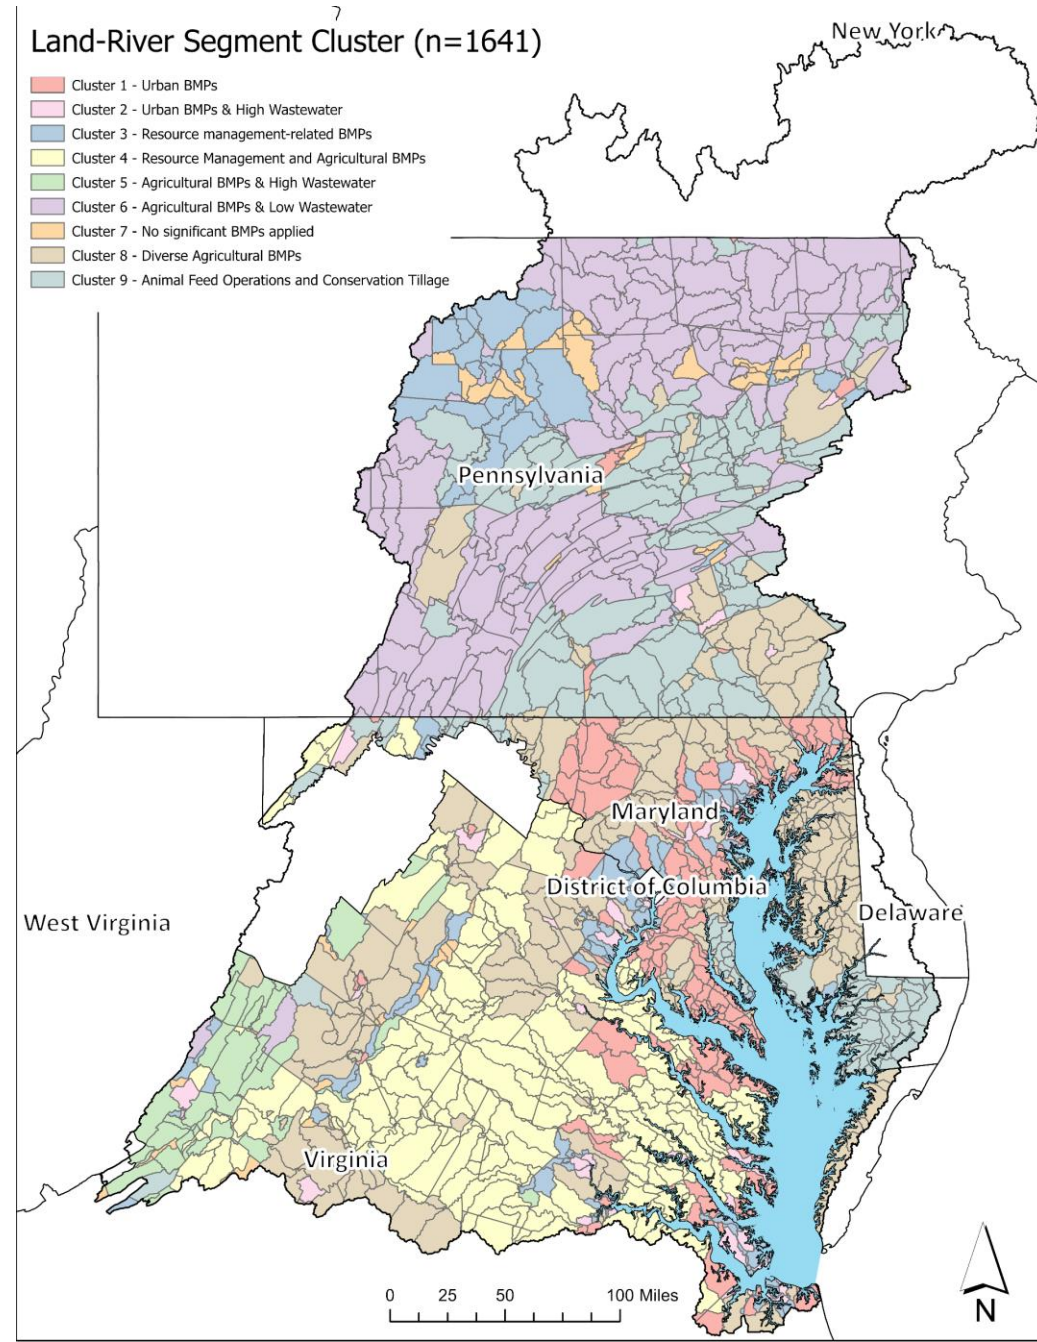 Land-River Segment Cluster (n=1641)
Cluster 1 - Urban BMPs
Cluster 2 - Urban BMPs & High Wastewater
Cluster 3 - Resource management-related BMPs
Cluster 4 - Resource Management and Agricultural BMPs
Cluster 5 - Agricultural BMPs & High Wastewater
Cluster 6 - Agricultural BMPs & Low Wastewater
Cluster 7 - No significant BMPs applied
Cluster 8 - Diverse Agricultural BMPs
Cluster 9 - Animal Feed Operations and Conservation Tillage
New York
Pennsylvania
Maryland
District of Columbia
West Virginia
Delaware
Virginia
0 25 50 100 Miles
N